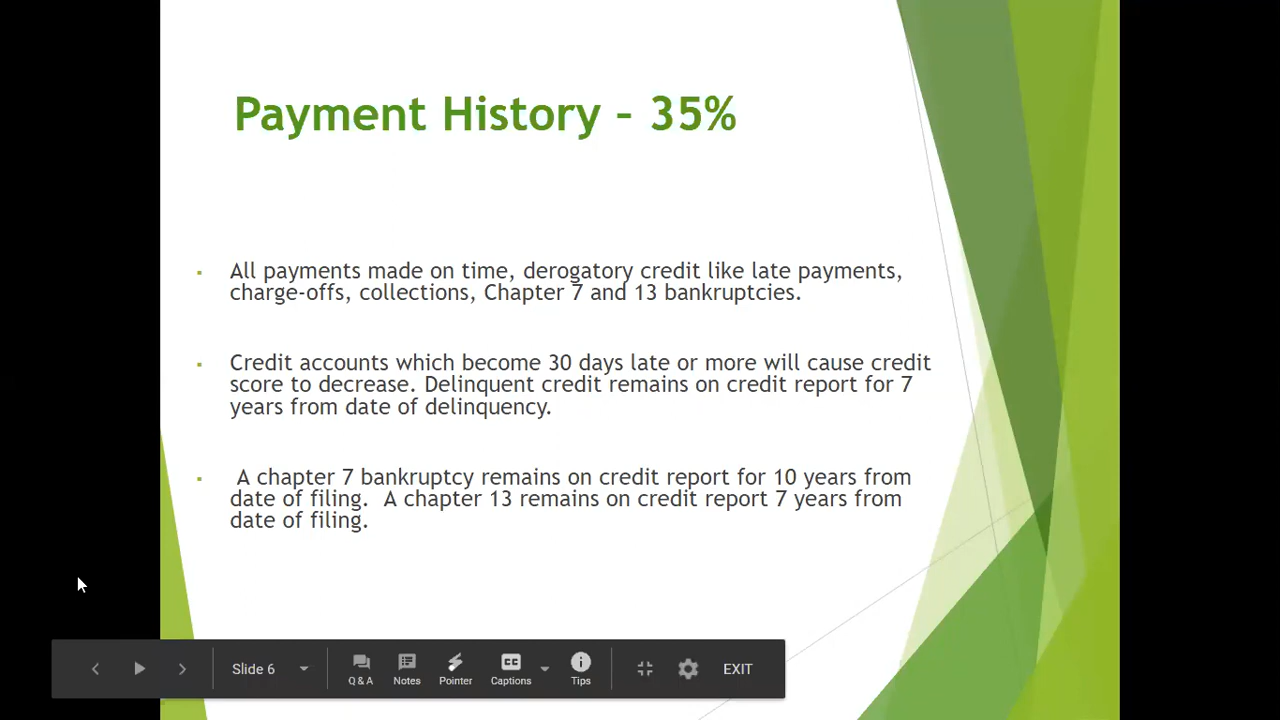 Payment History - 35%
All payments made on time, derogatory credit like late payments,
charge-offs, collections, Chapter 7 and 13 bankruptcies.
Credit accounts which become 30 days late or more will cause credit
score to decrease. Delinquent credit remains on credit report for 7
years from date of delinquency.
A chapter 7 bankruptcy remains on credit report for 10 years from
date of filing.  A chapter 13 remains on credit report 7 years from
date of filing.
Slide 6
Q & A
Notes
Pointer
CC
Captions
Tips
EXIT